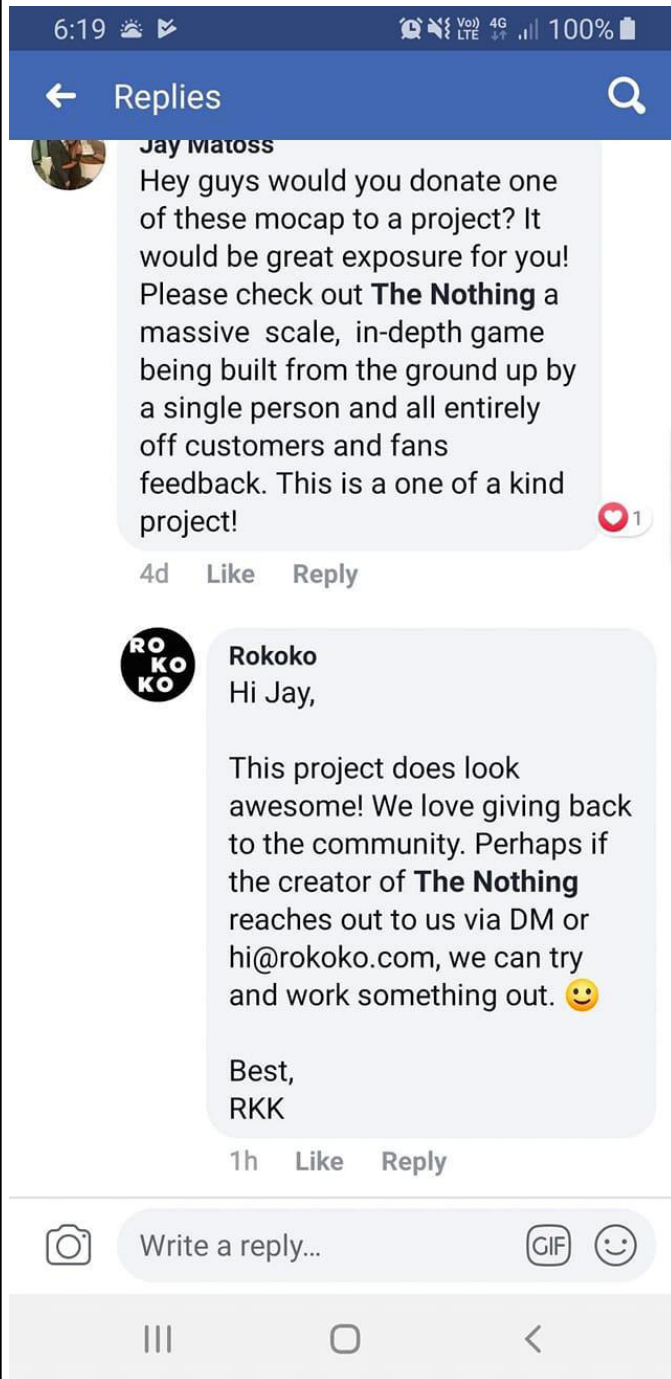 6:19 Vo)) LTE 4G 100%
Replies
Jay Matoss
Hey guys would you donate one
of these mocap to a project? It
would be great exposure for you!
Please check out The Nothing a
massive  scale,  in-depth game
being built from the ground up by
a single person and all entirely
off customers and fans
feedback. This is a one of a kind
project!
1
4d Like Reply
RO
KO
KO
Rokoko
Hi Jay,
This project does look
awesome! We love giving back
to the community. Perhaps if
the creator of The Nothing
reaches out to us via DM or
hi@rokoko.com, we can try
and work something out.
Best,
RKK
1h Like Reply
Write a reply...
GIF